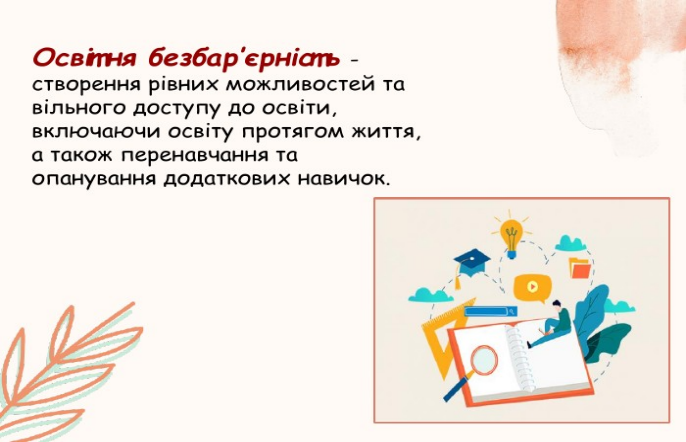 Освітня безбар'єрність -
створення рівних можливостей та
вільного доступу до освіти,
включаючи освіту протягом життя,
а також перенавчання та
опанування додаткових навичок.